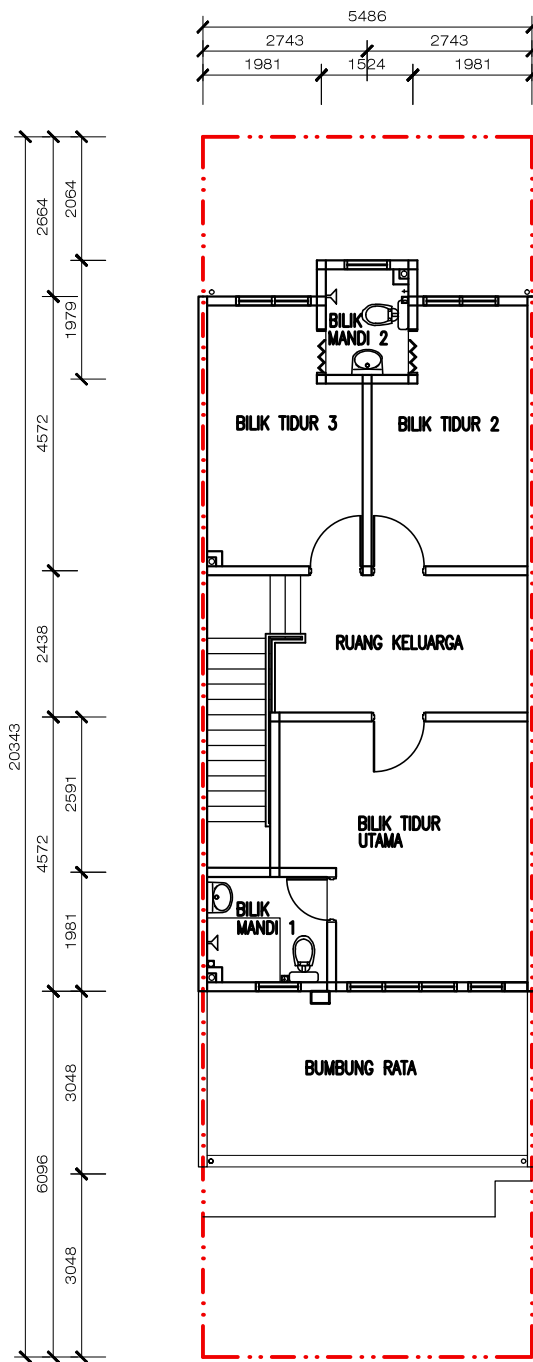 5486
2743
2743
1981
1524
1981
2064
2664
1979
BILIK
MANDI 2
BILIK TIDUR 3
BILIK TIDUR 2
4572
2438
RUANG KELUARGA
20343
2591
4572
BILIK TIDUR
UTAMA
1981
BILIK
MANDI 1
3048
BUMBUNG RATA
6096
3048